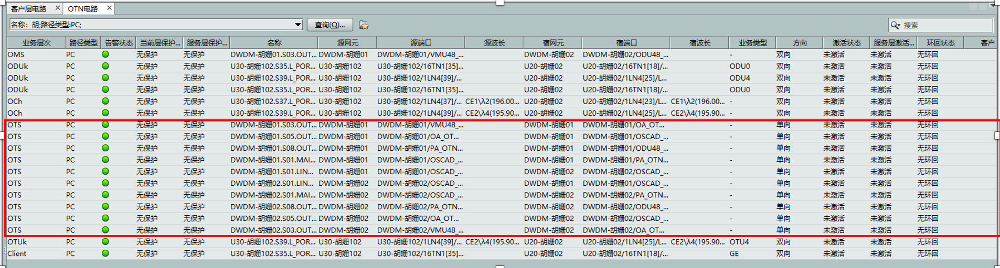 客户层电路 × OTN电路 ×
名称: 胡;路径类型:PC; 查询(Q)... 搜索
业务层次 路径类型 告警状态 当前层保护... 服务层保护... 名称 源网元 源端口 源波长 宿网元 宿端口 宿波长 业务类型 方向 激活状态 服务层激活... 环回状态 客户
OMS PC 无保护 无保护 DWDM-胡姗01.S03.OUT... DWDM-胡姗01 DWDM-胡姗01/VMU48_... DWDM-胡姗02 DWDM-胡姗02/ODU48_... - 双向 未激活 未激活 无环回
ODUk PC 无保护 无保护 U30-胡姗102.S35.L_POR... U30-胡姗102 U30-胡姗102/16TN1[35]... U20-胡姗02 U20-胡姗02/16TN1[18]/... ODU0 双向 未激活 未激活 无环回
ODUk PC 无保护 无保护 U30-胡姗102.S39.L_POR... U30-胡姗102 U30-胡姗102/1LN4[39]/... U20-胡姗02 U20-胡姗02/1LN4[25]/L... ODU4 双向 未激活 未激活 无环回
ODUk PC 无保护 无保护 U30-胡姗102.S35.L_POR... U30-胡姗102 U30-胡姗102/16TN1[35]... U20-胡姗02 U20-胡姗02/16TN1[18]/... ODU0 双向 未激活 未激活 无环回
OCh PC 无保护 无保护 U30-胡姗102.S37.L_POR... U30-胡姗102 U30-胡姗102/1LN4[37]/... CE1\λ2(196.00... U20-胡姗02 U20-胡姗02/1LN4[23]/L... CE1\λ2(196.00... - 双向 未激活 未激活 无环回
OCh PC 无保护 无保护 U30-胡姗102.S39.L_POR... U30-胡姗102 U30-胡姗102/1LN4[39]/... CE2\λ4(195.90... U20-胡姗02 U20-胡姗02/1LN4[25]/L... CE2\λ4(195.90... - 双向 未激活 未激活 无环回
OTS PC 无保护 无保护 DWDM-胡姗01.S03.OUT... DWDM-胡姗01 DWDM-胡姗01/VMU48_... DWDM-胡姗01 DWDM-胡姗01/OA_OT... - 单向 未激活 未激活 无环回
OTS PC 无保护 无保护 DWDM-胡姗01.S05.OUT... DWDM-胡姗01 DWDM-胡姗01/OA_OT... DWDM-胡姗01 DWDM-胡姗01/OSCAD_... - 单向 未激活 未激活 无环回
OTS PC 无保护 无保护 DWDM-胡姗01.S08.OUT... DWDM-胡姗01 DWDM-胡姗01/PA_OTN... DWDM-胡姗01 DWDM-胡姗01/ODU48_... - 单向 未激活 未激活 无环回
OTS PC 无保护 无保护 DWDM-胡姗01.S01.MAI... DWDM-胡姗01 DWDM-胡姗01/OSCAD_... DWDM-胡姗01 DWDM-胡姗01/PA_OTN... - 单向 未激活 未激活 无环回
OTS PC 无保护 无保护 DWDM-胡姗01.S01.LIN... DWDM-胡姗01 DWDM-胡姗01/OSCAD_... DWDM-胡姗02 DWDM-胡姗02/OSCAD_... - 单向 未激活 未激活 无环回
OTS PC 无保护 无保护 DWDM-胡姗02.S01.LIN... DWDM-胡姗02 DWDM-胡姗02/OSCAD_... DWDM-胡姗01 DWDM-胡姗01/OSCAD_... - 单向 未激活 未激活 无环回
OTS PC 无保护 无保护 DWDM-胡姗02.S01.MAI... DWDM-胡姗02 DWDM-胡姗02/OSCAD_... DWDM-胡姗02 DWDM-胡姗02/PA_OTN... - 单向 未激活 未激活 无环回
OTS PC 无保护 无保护 DWDM-胡姗02.S08.OUT... DWDM-胡姗02 DWDM-胡姗02/PA_OTN... DWDM-胡姗02 DWDM-胡姗02/ODU48_... - 单向 未激活 未激活 无环回
OTS PC 无保护 无保护 DWDM-胡姗02.S05.OUT... DWDM-胡姗02 DWDM-胡姗02/OA_OT... DWDM-胡姗02 DWDM-胡姗02/OSCAD_... - 单向 未激活 未激活 无环回
OTS PC 无保护 无保护 DWDM-胡姗02.S03.OUT... DWDM-胡姗02 DWDM-胡姗02/VMU48_... DWDM-胡姗02 DWDM-胡姗02/OA_OT... - 单向 未激活 未激活 无环回
OTUk PC 无保护 无保护 U30-胡姗102.S39.L_POR... U30-胡姗102 U30-胡姗102/1LN4[39]/... CE2\λ4(195.90... U20-胡姗02 U20-胡姗02/1LN4[25]/L... CE2\λ4(195.90... OTU4 双向 未激活 未激活 无环回
Client PC 无保护 无保护 U30-胡姗102.S35.L_POR... U30-胡姗102 U30-胡姗102/16TN1[35]... U20-胡姗02 U20-胡姗02/16TN1[18]/... GE 双向 未激活 未激活 无环回